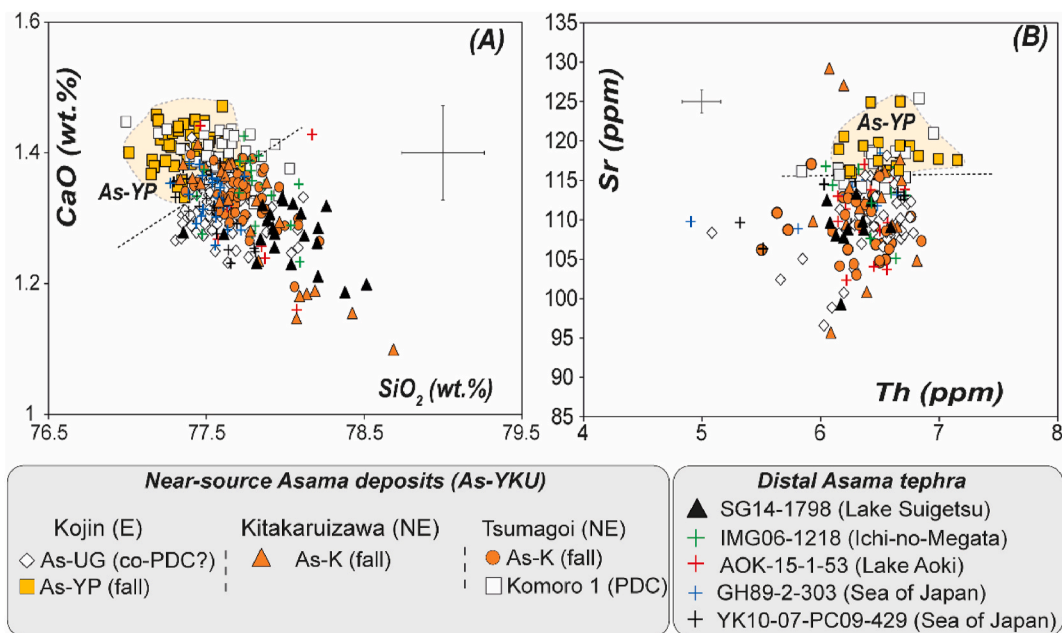 1.6
1.4
1.2
1
CaO (wt.%)
(A)
As-YP
SiO2 (wt.%)
76.5
77.5
78.5
79.5
135
130
125
120
115
110
105
100
95
90
85
Sr (ppm)
(B)
As-YP
Th (ppm)
4
5
6
7
8
Near-source Asama deposits (As-YKU)
Kojin (E)
As-UG (co-PDC?)
As-YP (fall)
Kitakaruizawa (NE)
As-K (fall)
Tsumagoi (NE)
As-K (fall)
Komoro 1 (PDC)
Distal Asama tephra
SG14-1798 (Lake Suigetsu)
IMG06-1218 (Ichi-no-Megata)
AOK-15-1-53 (Lake Aoki)
GH89-2-303 (Sea of Japan)
YK10-07-PC09-429 (Sea of Japan)